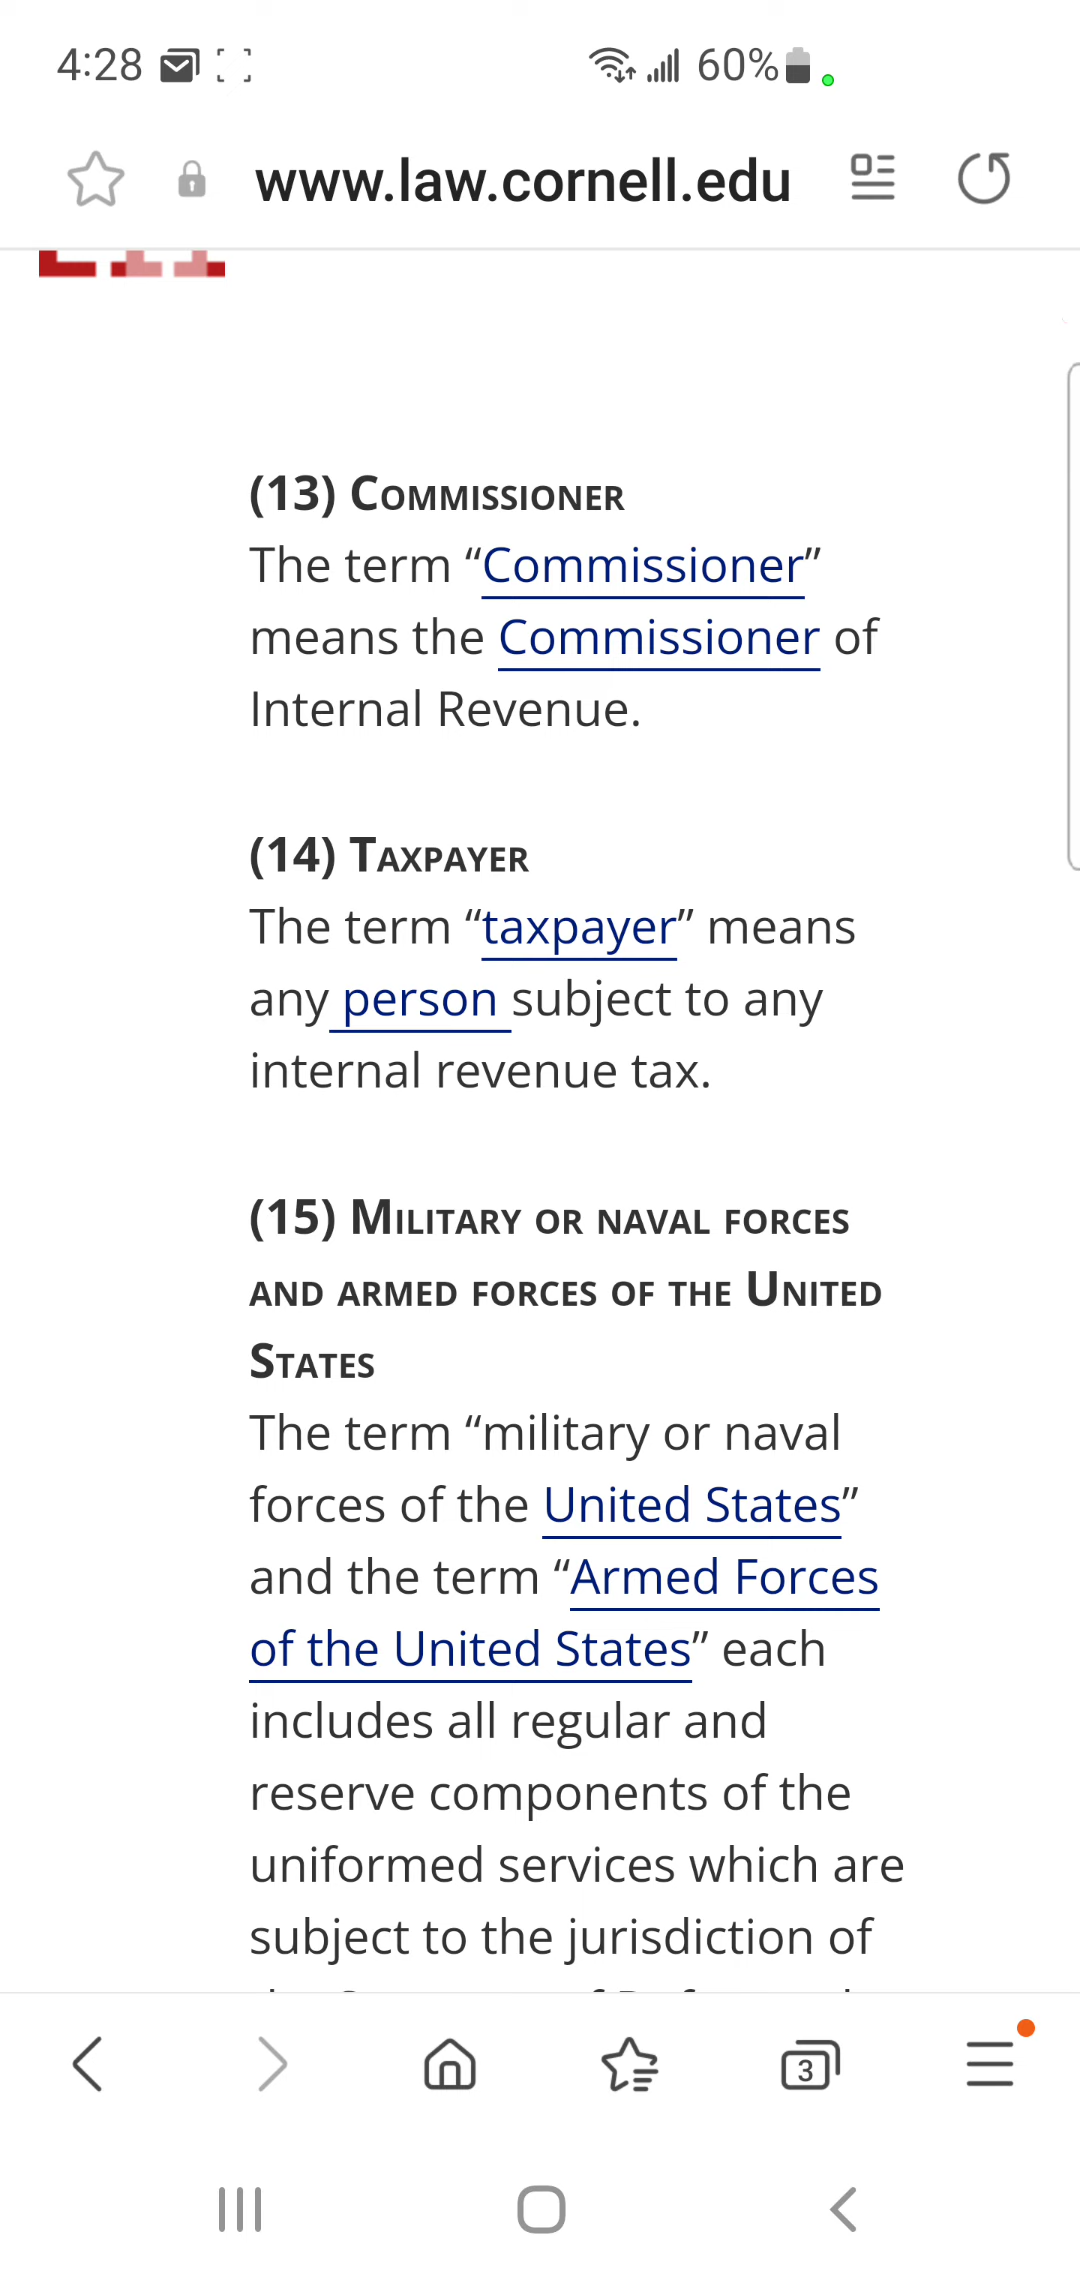 4:28
60%
www.law.cornell.edu
(13) Commissioner
The term “Commissioner”
means the Commissioner of
Internal Revenue.
(14) Taxpayer
The term “taxpayer” means
any person subject to any
internal revenue tax.
(15) Military or naval forces
and armed forces of the United
States
The term “military or naval
forces of the United States”
and the term “Armed Forces
of the United States” each
includes all regular and
reserve components of the
uniformed services which are
subject to the jurisdiction of
3